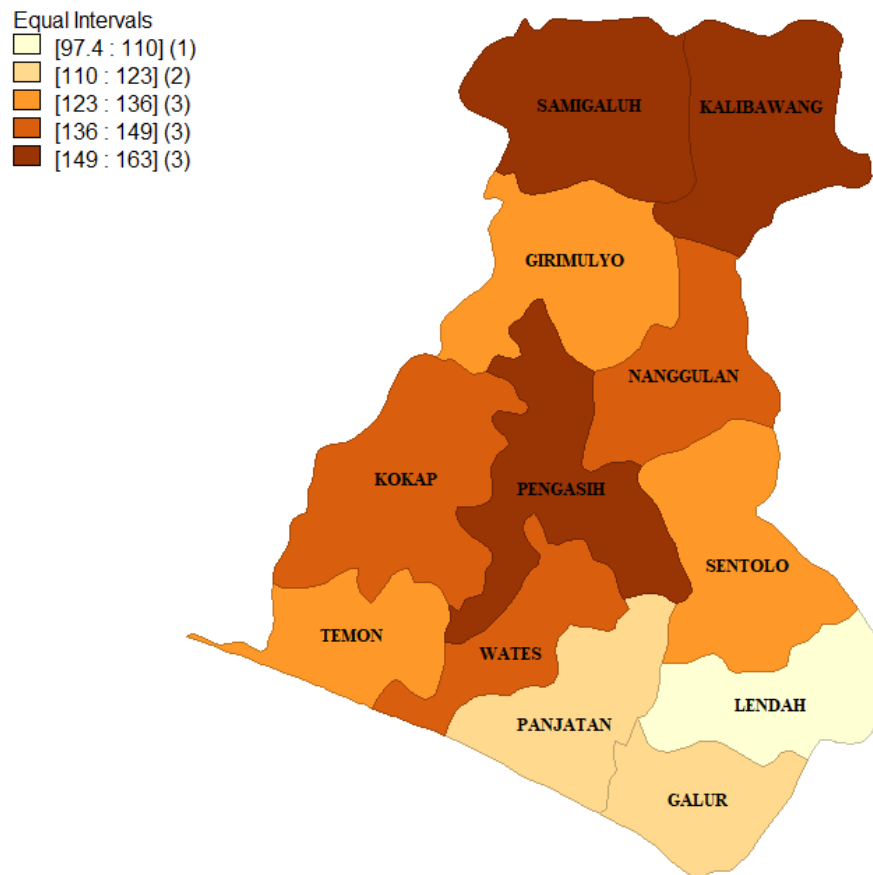 Equal Intervals
[97.4 : 110] (1)
[110 : 123] (2)
[123 : 136] (3)
[136 : 149] (3)
[149 : 163] (3)
SAMIGALUH
KALIBAWANG
GIRIMULYO
NANGGULAN
KOKAP
PENGASIH
SENTOLO
TEMON
WATES
LENDAH
PANJATAN
GALUR